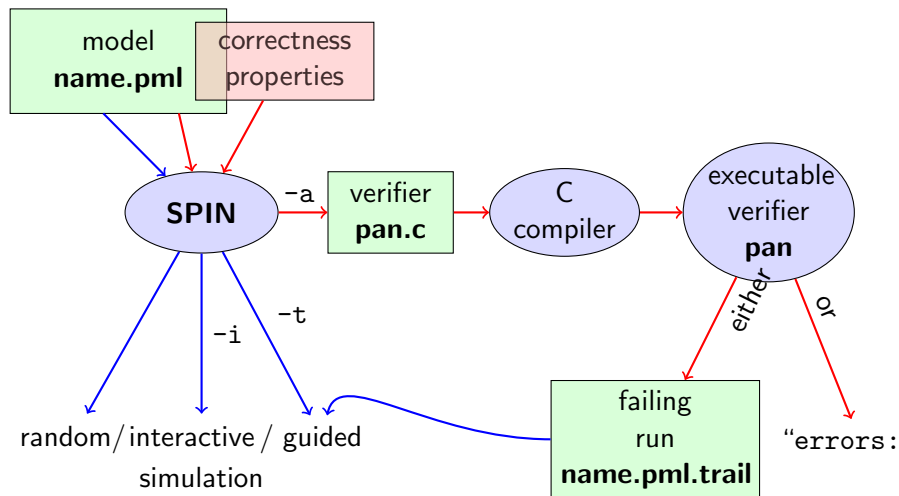 model
name.pml
correctness
properties
SPIN
-a
verifier
pan.c
C
compiler
executable
verifier
pan
either
or
-i
-t
random/interactive/ guided
simulation
failing
run
name.pml.trail
“errors: